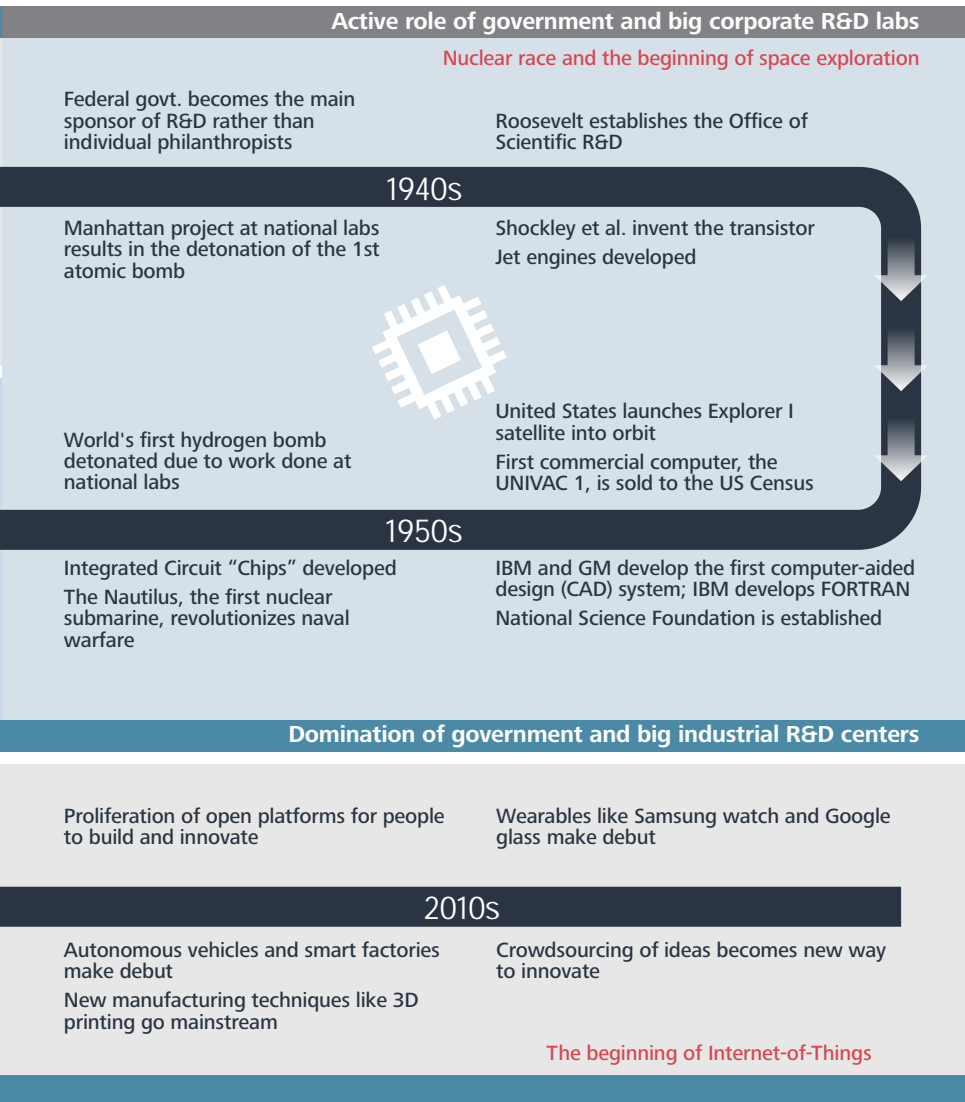 Active role of government and big corporate R&D labs
Nuclear race and the beginning of space exploration
Federal govt. becomes the main
sponsor of R&D rather than
individual philanthropists
Roosevelt establishes the Office of
Scientific R&D
1940s
Manhattan project at national labs
results in the detonation of the 1st
atomic bomb
Shockley et al. invent the transistor
Jet engines developed
World's first hydrogen bomb
detonated due to work done at
national labs
United States launches Explorer I
satellite into orbit
First commercial computer, the
UNIVAC 1, is sold to the US Census
1950s
Integrated Circuit “Chips” developed
The Nautilus, the first nuclear
submarine, revolutionizes naval
warfare
IBM and GM develop the first computer-aided
design (CAD) system; IBM develops FORTRAN
National Science Foundation is established
Domination of government and big industrial R&D centers
Proliferation of open platforms for people
to build and innovate
Wearables like Samsung watch and Google
glass make debut
2010s
Autonomous vehicles and smart factories
make debut
New manufacturing techniques like 3D
printing go mainstream
Crowdsourcing of ideas becomes new way
to innovate
The beginning of Internet-of-Things